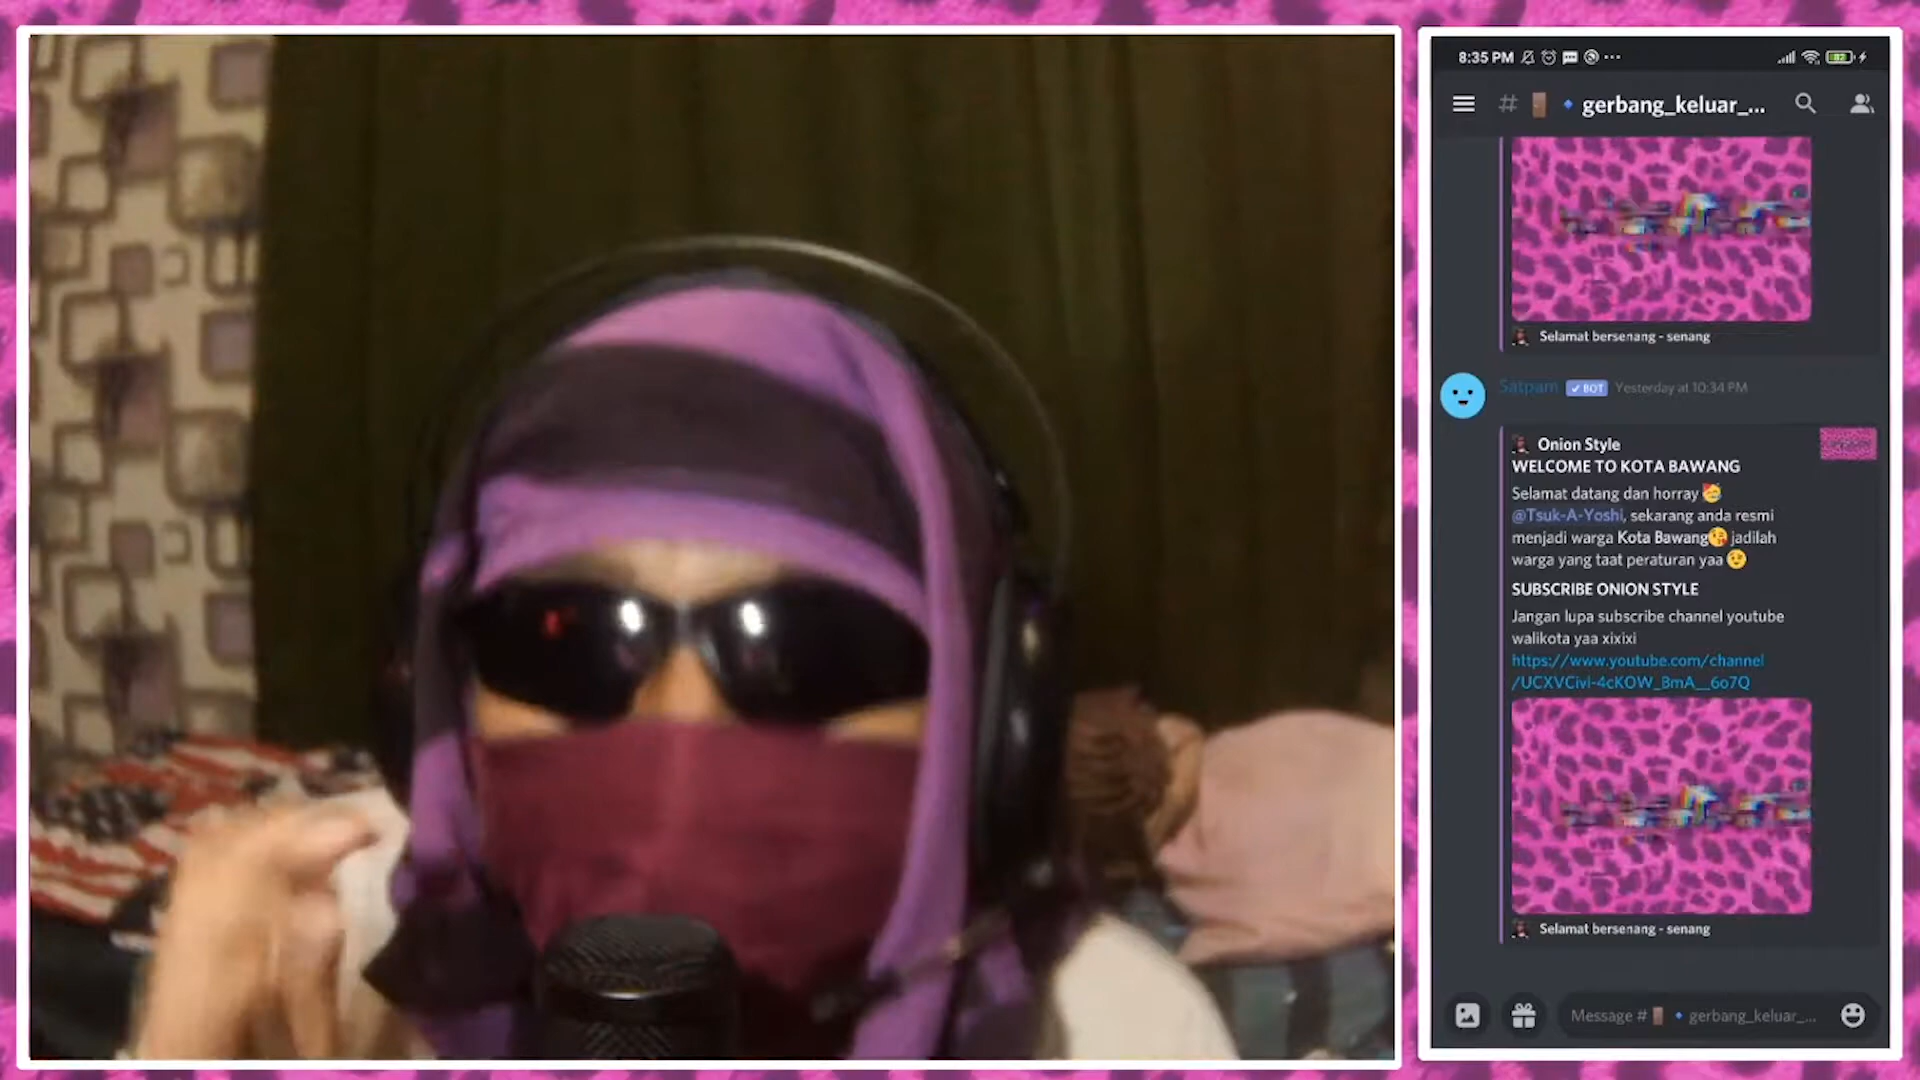 8:35 PM
82
# gerbang_keluar_...
Selamat bersenang - senang
Satpam ✔ BOT Yesterday at 10:34 PM
Onion Style
WELCOME TO KOTA BAWANG
Selamat datang dan horray 🥳
@Tsuk-A-Yoshi, sekarang anda resmi
menjadi warga Kota Bawang😘 jadilah
warga yang taat peraturan yaa 😉
SUBSCRIBE ONION STYLE
Jangan lupa subscribe channel youtube
walikota yaa xixixi
https://www.youtube.com/channel
/UCXVCivl-4cKOW_BmA__6o7Q
Selamat bersenang - senang
Message # gerbang_keluar_...